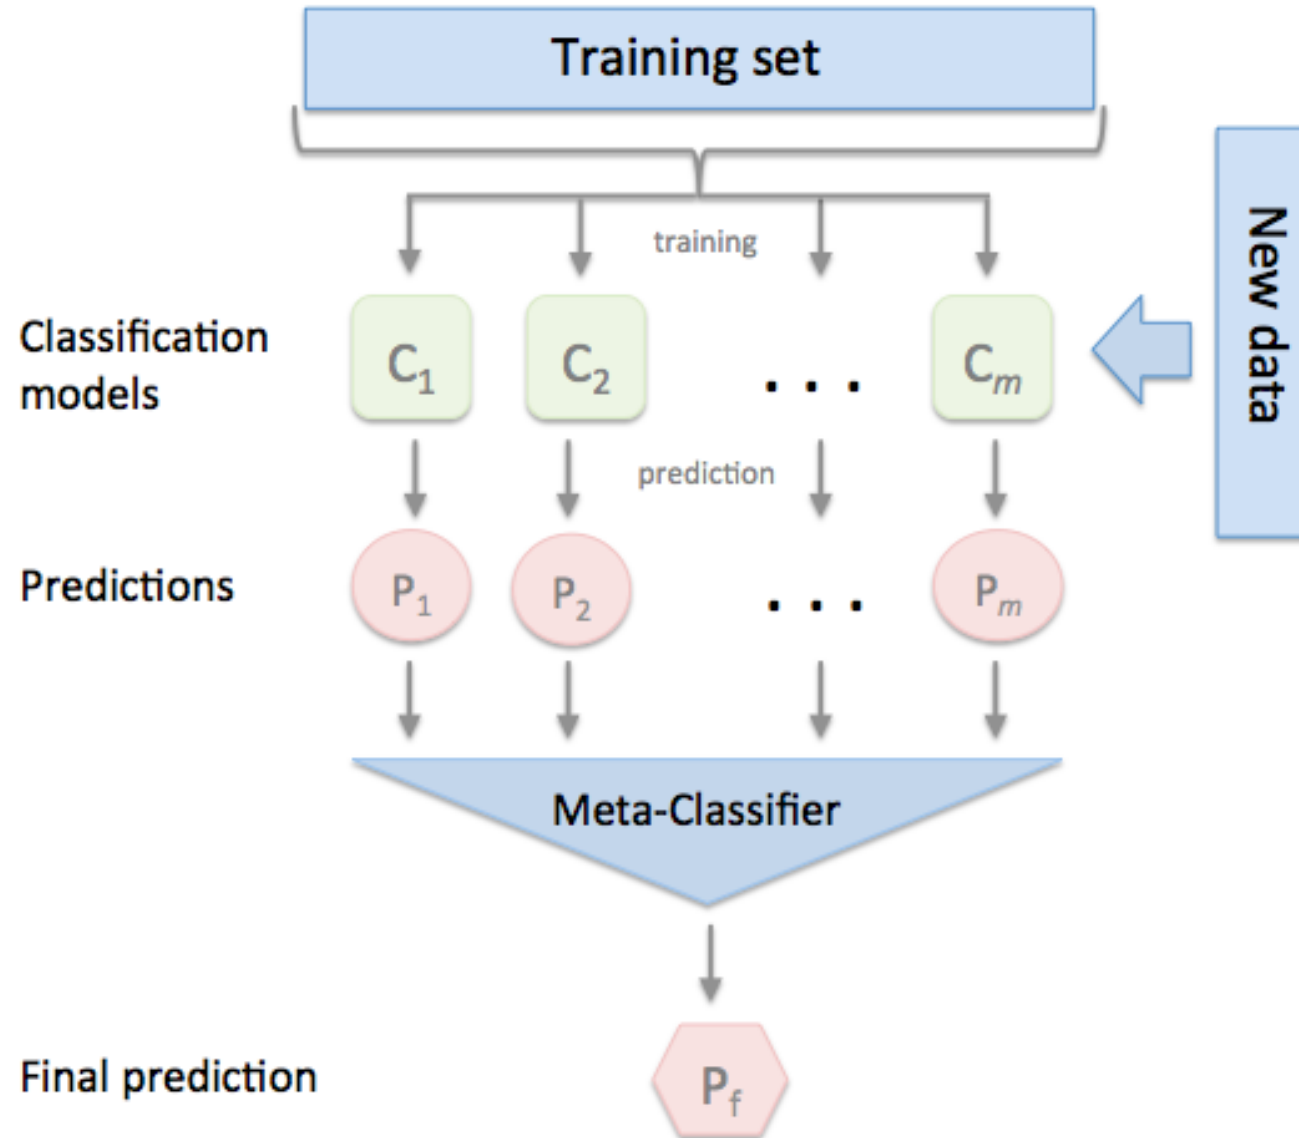 Training set
training
New data
Classification
models
C1
C2
. . .
Cm
prediction
Predictions
P1
P2
. . .
Pm
Meta-Classifier
Final prediction
Pf